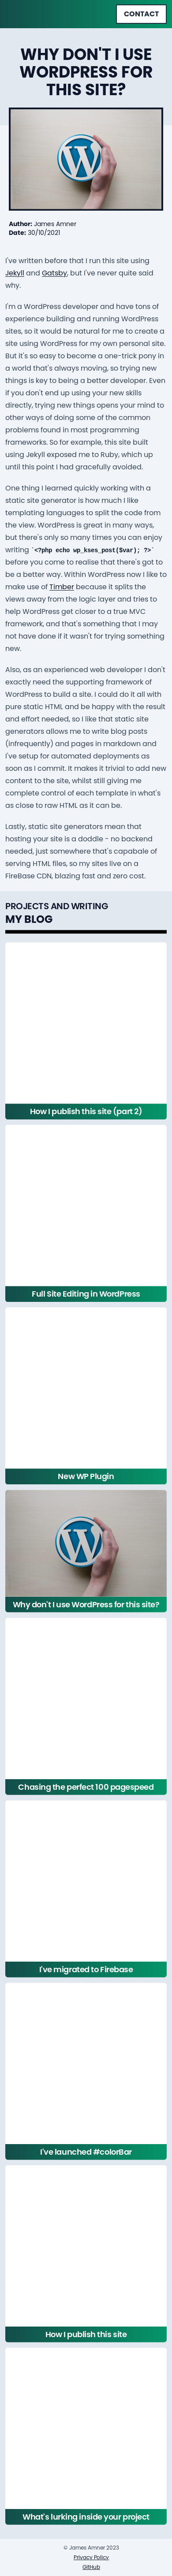 CONTACT
WHY DON'T I USE
WORDPRESS FOR
THIS SITE?
Author: James Amner
Date: 30/10/2021
I've written before that I run this site using
Jekyll and Gatsby, but I've never quite said
why.
I'm a WordPress developer and have tons of
experience building and running WordPress
sites, so it would be natural for me to create a
site using WordPress for my own personal site.
But it's so easy to become a one-trick pony in
a world that's always moving, so trying new
things is key to being a better developer. Even
if you don't end up using your new skills
directly, trying new things opens your mind to
other ways of doing some of the common
problems found in most programming
frameworks. So for example, this site built
using Jekyll exposed me to Ruby, which up
until this point I had gracefully avoided.
One thing I learned quickly working with a
static site generator is how much I like
templating languages to split the code from
the view. WordPress is great in many ways,
but there's only so many times you can enjoy
writing `<?php echo wp_kses_post($var); ?>`
before you come to realise that there's got to
be a better way. Within WordPress now I like to
make use of Timber because it splits the
views away from the logic layer and tries to
help WordPress get closer to a true MVC
framework, and that's something that I may
not have done if it wasn't for trying something
new.
Also, as an experienced web developer I don't
exactly need the supporting framework of
WordPress to build a site. I could do it all with
pure static HTML and be happy with the result
and effort needed, so I like that static site
generators allows me to write blog posts
(infrequently) and pages in markdown and
I've setup for automated deployments as
soon as I commit. It makes it trivial to add new
content to the site, whilst still giving me
complete control of each template in what's
as close to raw HTML as it can be.
Lastly, static site generators mean that
hosting your site is a doddle - no backend
needed, just somewhere that's capable of
serving HTML files, so my sites live on a
FireBase CDN, blazing fast and zero cost.
PROJECTS AND WRITING
MY BLOG
How I publish this site (part 2)
Full Site Editing in WordPress
New WP Plugin
Why don't I use WordPress for this site?
Chasing the perfect 100 pagespeed
I've migrated to Firebase
I've launched #colorBar
How I publish this site
What's lurking inside your project
© James Amner 2023
Privacy Policy
GitHub